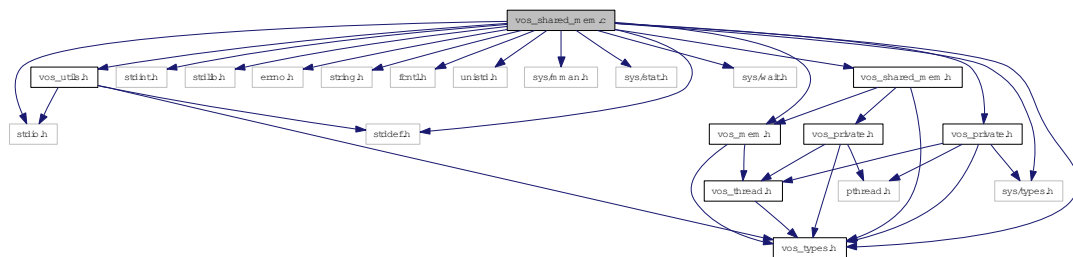 vos_shared_mem.c
vos_utils.h
stdint.h
stdlib.h
errno.h
string.h
fcntl.h
unistd.h
sys/mman.h
sys/stat.h
sys/wait.h
vos_shared_mem.h
stdio.h
stddef.h
vos_mem.h
vos_private.h
vos_private.h
vos_thread.h
pthread.h
sys/types.h
vos_types.h